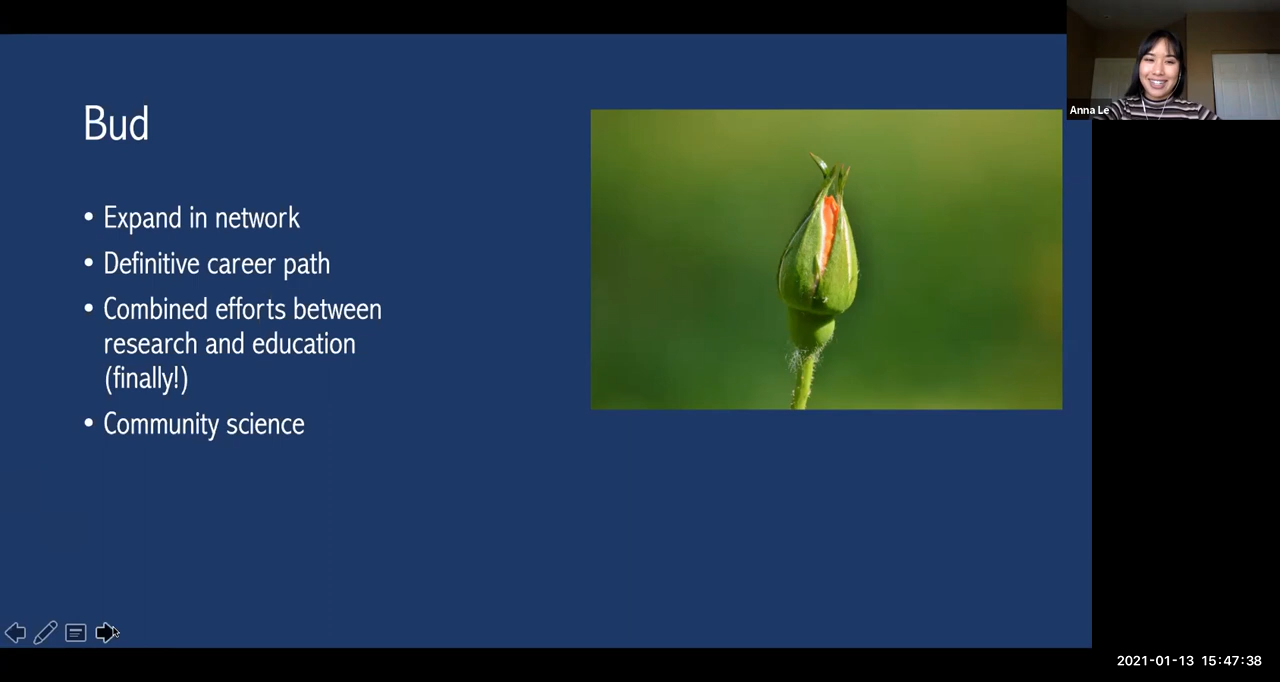 Bud
• Expand in network
• Definitive career path
• Combined efforts between
research and education
(finally!)
• Community science
Anna Le
2021-01-13 15:47:38